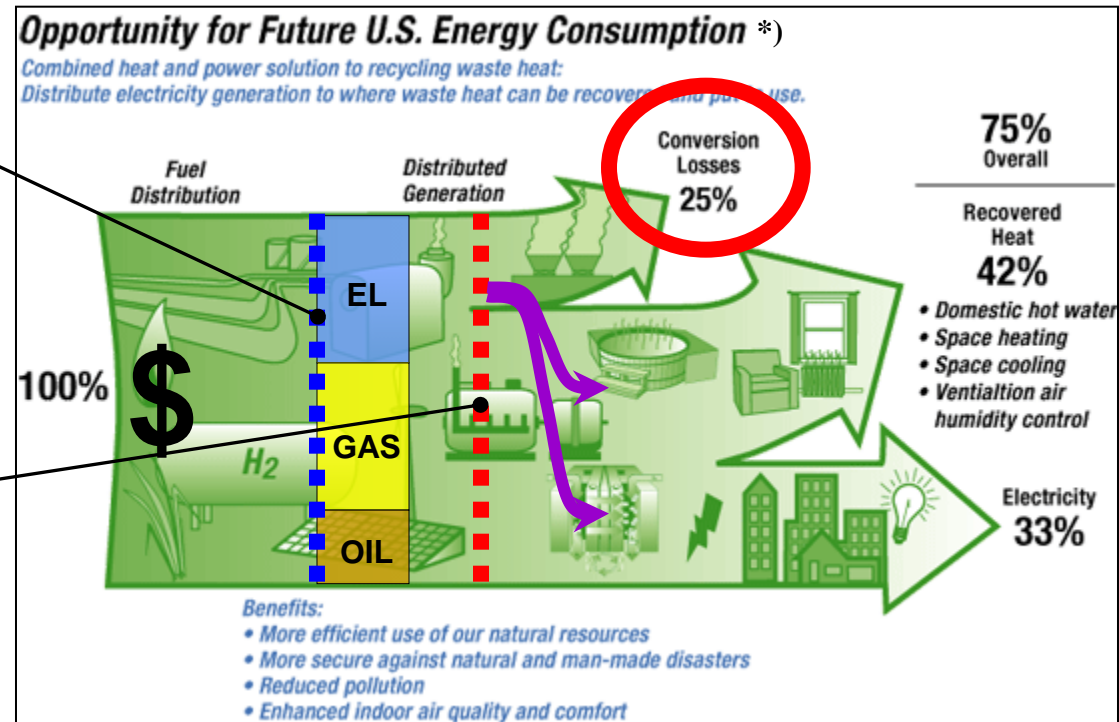 Opportunity for Future U.S. Energy Consumption *)
Combined heat and power solution to recycling waste heat:
Distribute electricity generation to where waste heat can be recovered and put to use.
Fuel
Distribution
Distributed
Generation
Conversion
Losses
25%
75%
Overall
Recovered
Heat
42%
• Domestic hot water
• Space heating
• Space cooling
• Ventialtion air
humidity control
100%
$
EL
GAS
OIL
H2
Electricity
33%
Benefits:
• More efficient use of our natural resources
• More secure against natural and man-made disasters
• Reduced pollution
• Enhanced indoor air quality and comfort